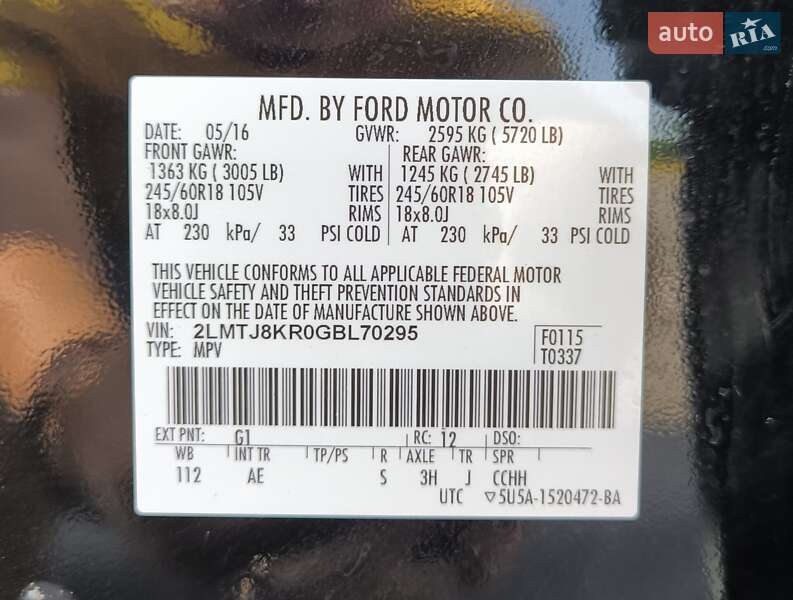 auto RIA .com
MFD. BY FORD MOTOR CO.
DATE: 05/16 GVWR: 2595 KG ( 5720 LB)
FRONT GAWR: REAR GAWR:
1363 KG ( 3005 LB) WITH 1245 KG ( 2745 LB) WITH
245/60R18 105V TIRES 245/60R18 105V TIRES
18x8.0J RIMS 18x8.0J RIMS
AT 230 kPa/ 33 PSI COLD AT 230 kPa/ 33 PSI COLD
THIS VEHICLE CONFORMS TO ALL APPLICABLE FEDERAL MOTOR
VEHICLE SAFETY AND THEFT PREVENTION STANDARDS IN
EFFECT ON THE DATE OF MANUFACTURE SHOWN ABOVE.
VIN: 2LMTJ8KR0GBL70295 F0115
TYPE: MPV T0337
EXT PNT: G1 RC: 12 DSO:
WB INT TR TP/PS R AXLE TR SPR
112 AE S 3H J CCHH
UTC ▽5U5A-1520472-BA